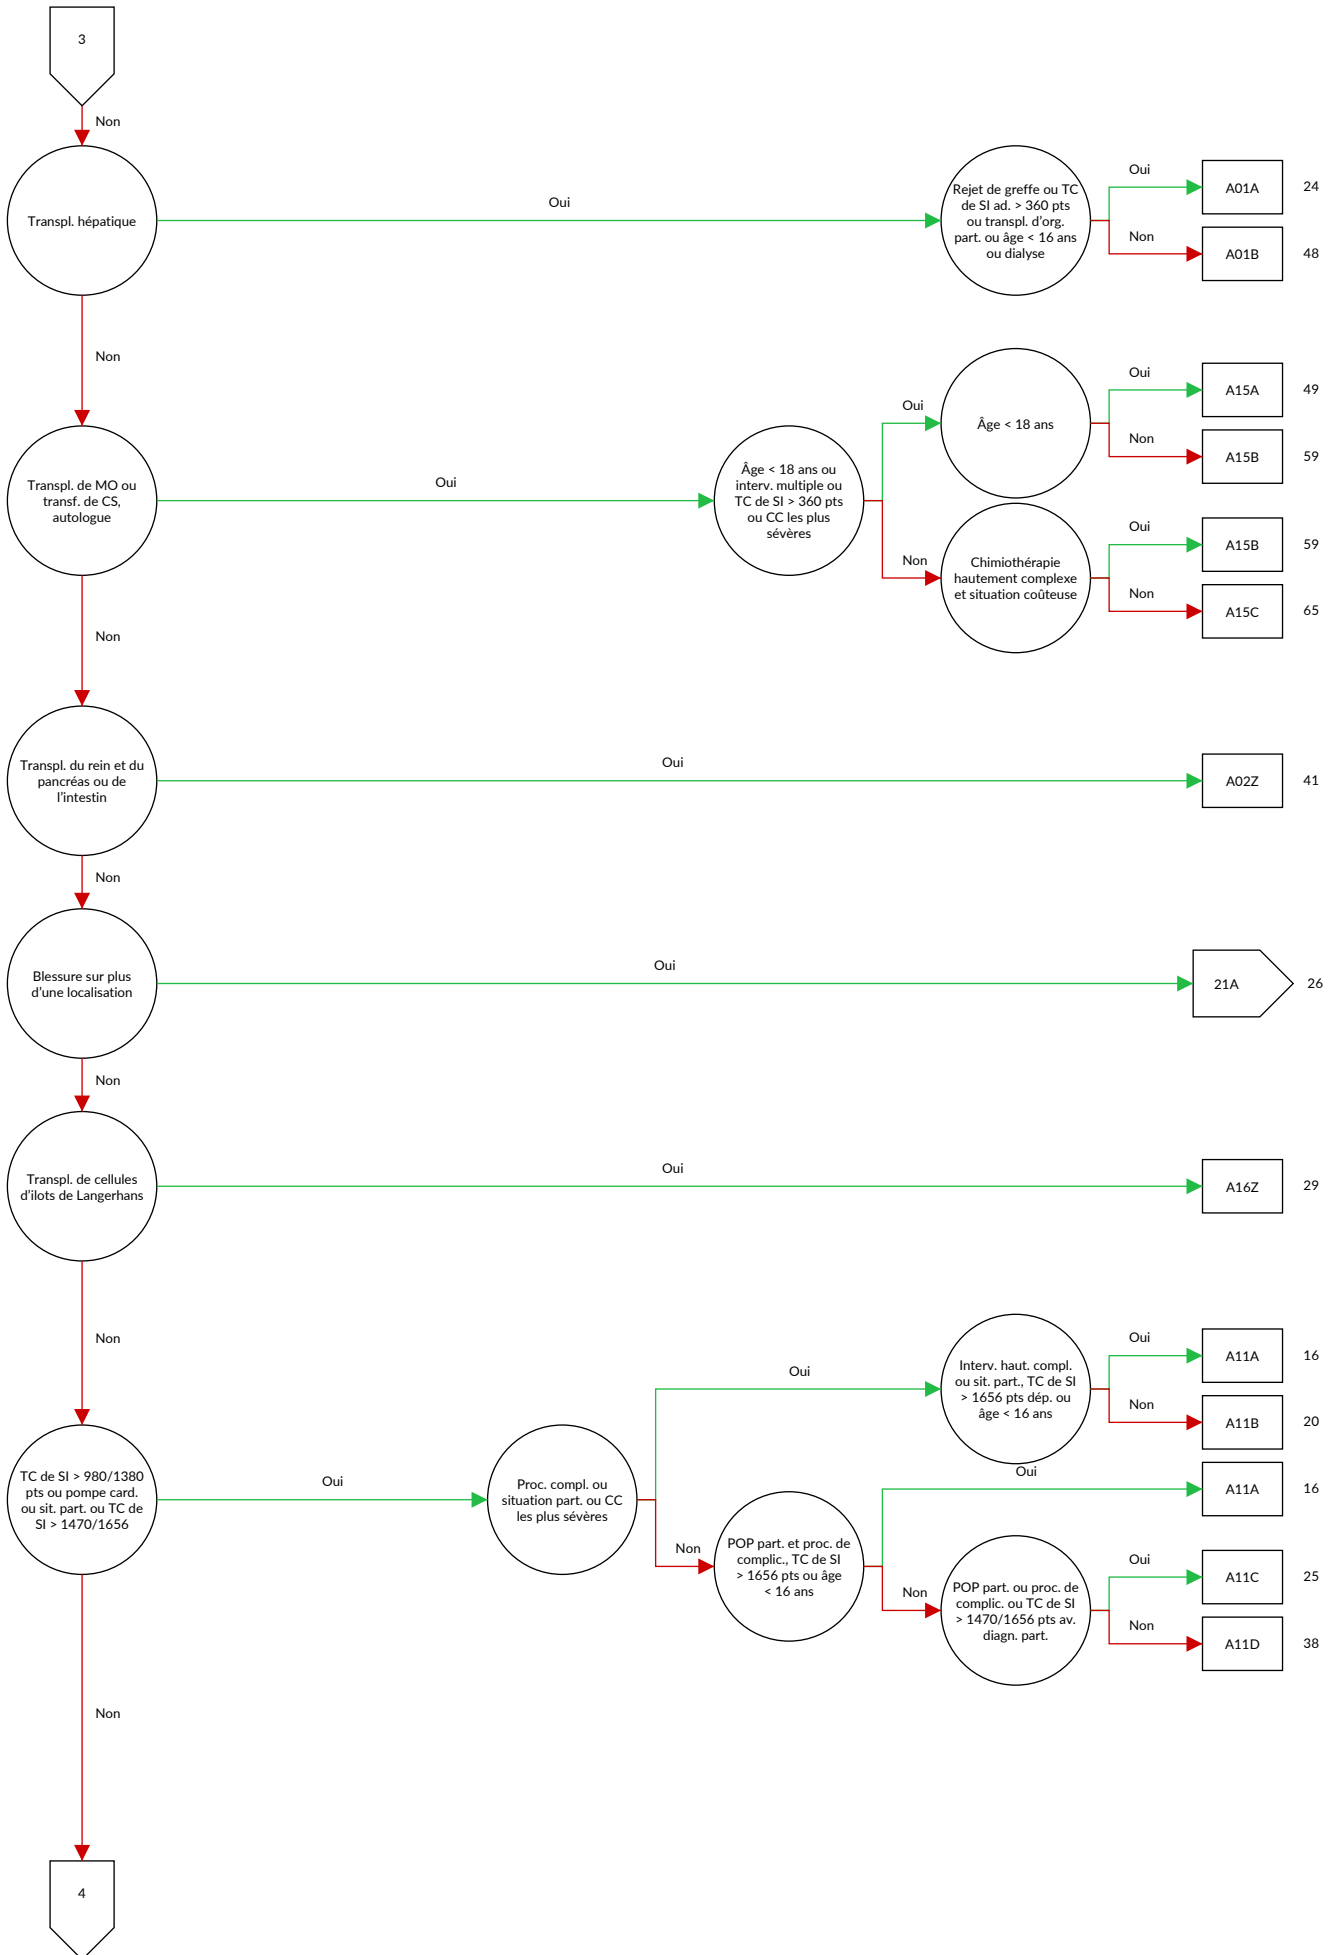 3
Non
Transpl. hépatique
Oui
Rejet de greffe ou TC
de SI ad. > 360 pts
ou transpl. d'org.
part. ou âge < 16 ans
ou dialyse
Oui
A01A
24
Non
A01B
48
Non
Transpl. de MO ou
transf. de CS,
autologue
Oui
Âge < 18 ans ou
interv. multiple ou
TC de SI > 360 pts
ou CC les plus
sévères
Oui
Âge < 18 ans
Oui
A15A
49
Non
A15B
59
Non
Chimiothérapie
hautement complexe
et situation coûteuse
Oui
A15B
59
Non
A15C
65
Non
Transpl. du rein et du
pancréas ou de
l'intestin
Oui
A02Z
41
Non
Blessure sur plus
d'une localisation
Oui
21A
26
Non
Transpl. de cellules
d'ilots de Langerhans
Oui
A16Z
29
Non
TC de SI > 980/1380
pts ou pompe card.
ou sit. part. ou TC de
SI > 1470/1656
Oui
Proc. compl. ou
situation part. ou CC
les plus sévères
Oui
Interv. haut. compl.
ou sit. part., TC de SI
> 1656 pts dép. ou
âge < 16 ans
Oui
A11A
16
Non
A11B
20
Non
POP part. et proc. de
complic., TC de SI
> 1656 pts ou âge
< 16 ans
Oui
A11A
16
Non
POP part. ou proc. de
complic. ou TC de SI
> 1470/1656 pts av.
diagn. part.
Oui
A11C
25
Non
A11D
38
Non
4